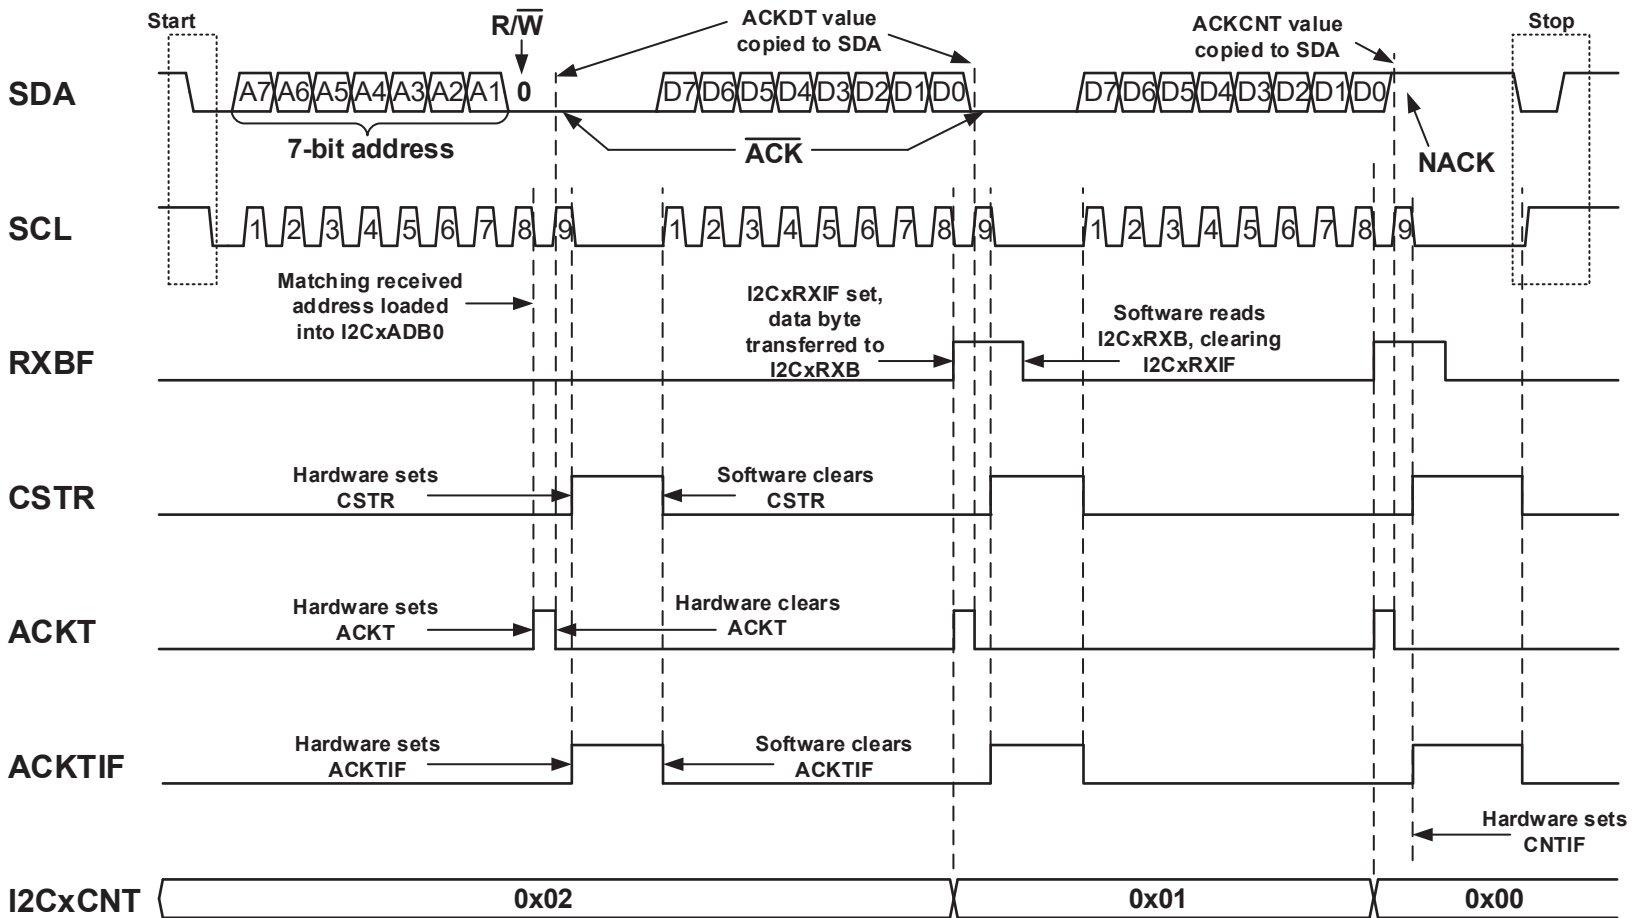 Start
R/W
ACKDT value
copied to SDA
ACKCNT value
copied to SDA
Stop
SDA
A7 A6 A5 A4 A3 A2 A1 0
D7 D6 D5 D4 D3 D2 D1 D0
D7 D6 D5 D4 D3 D2 D1 D0
7-bit address
ACK
NACK
SCL
1 2 3 4 5 6 7 8 9
1 2 3 4 5 6 7 8 9
1 2 3 4 5 6 7 8 9
Matching received
address loaded
into I2CxADB0
I2CxRXIF set,
data byte
transferred to
I2CxRXB
Software reads
I2CxRXB, clearing
I2CxRXIF
RXBF
Hardware sets
CSTR
Software clears
CSTR
CSTR
Hardware sets
ACKT
Hardware clears
ACKT
ACKT
Hardware sets
ACKTIF
Software clears
ACKTIF
ACKTIF
Hardware sets
CNTIF
I2CxCNT
0x02
0x01
0x00